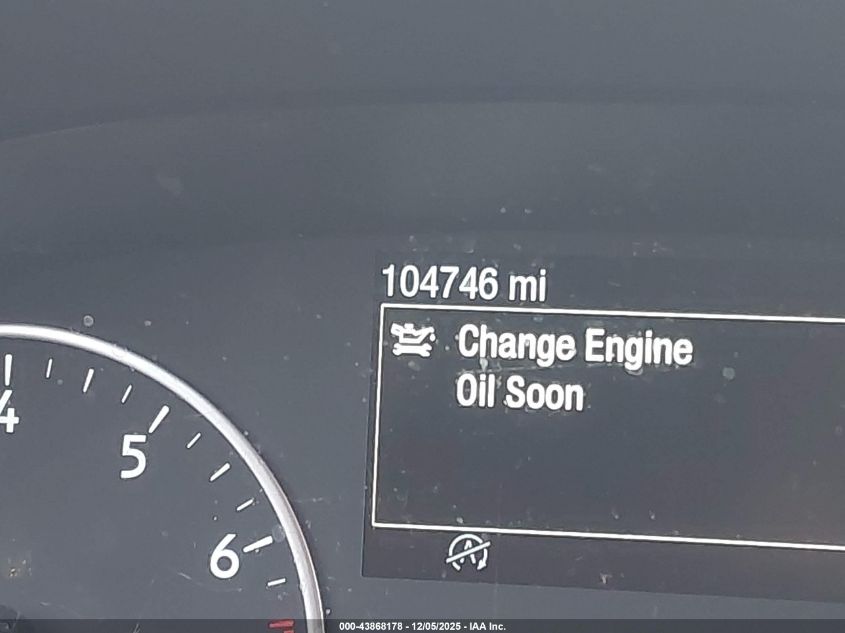 104746 mi
Change Engine
Oil Soon
4
5
6
A
000-43868178 - 12/05/2025 - IAA Inc.